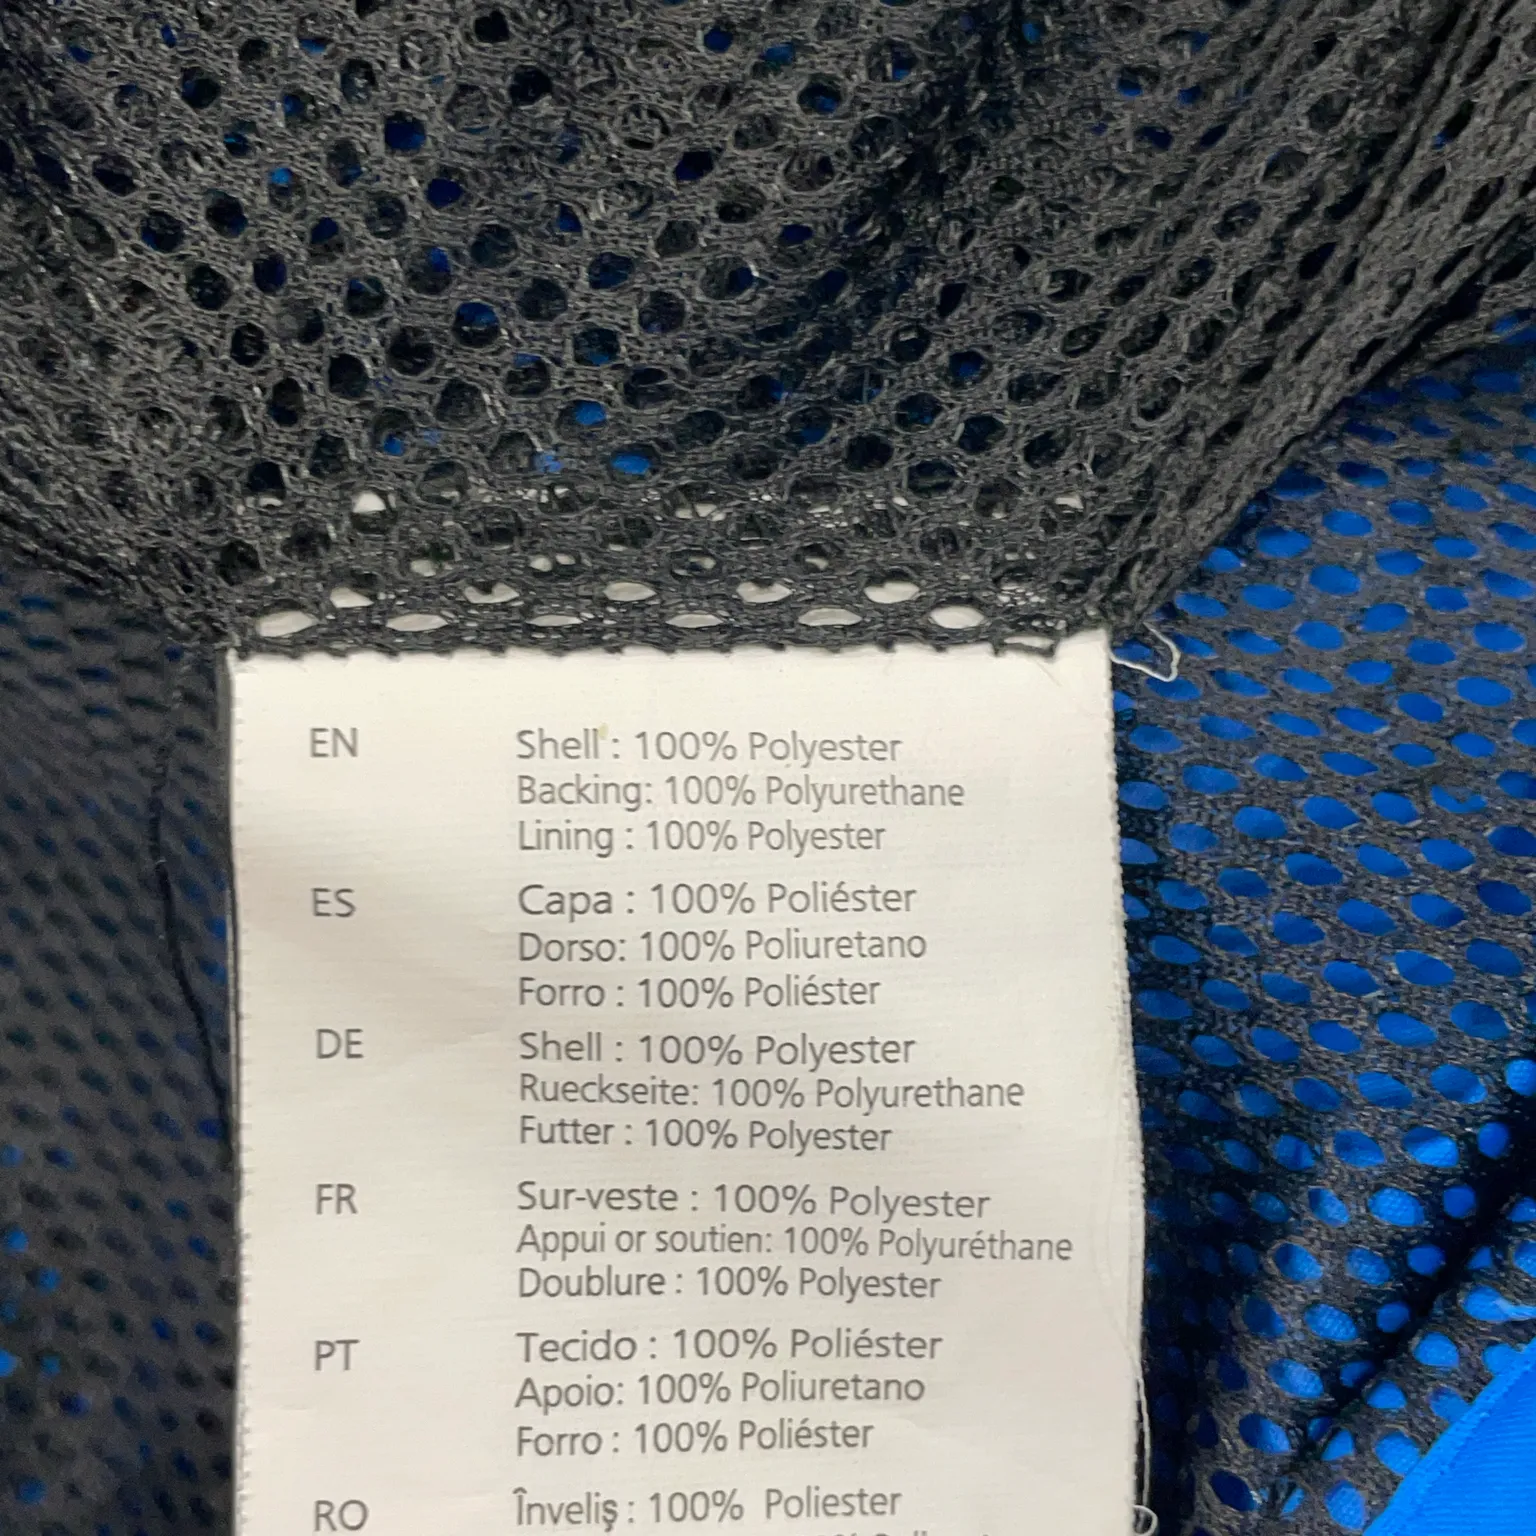 EN Shell : 100% Polyester
Backing: 100% Polyurethane
Lining : 100% Polyester
ES Capa : 100% Poliéster
Dorso: 100% Poliuretano
Forro : 100% Poliéster
DE Shell : 100% Polyester
Rueckseite: 100% Polyurethane
Futter : 100% Polyester
FR Sur-veste : 100% Polyester
Appui or soutien: 100% Polyuréthane
Doublure : 100% Polyester
PT Tecido : 100% Poliéster
Apoio: 100% Poliuretano
Forro : 100% Poliéster
RO Înveliş : 100% Poliester